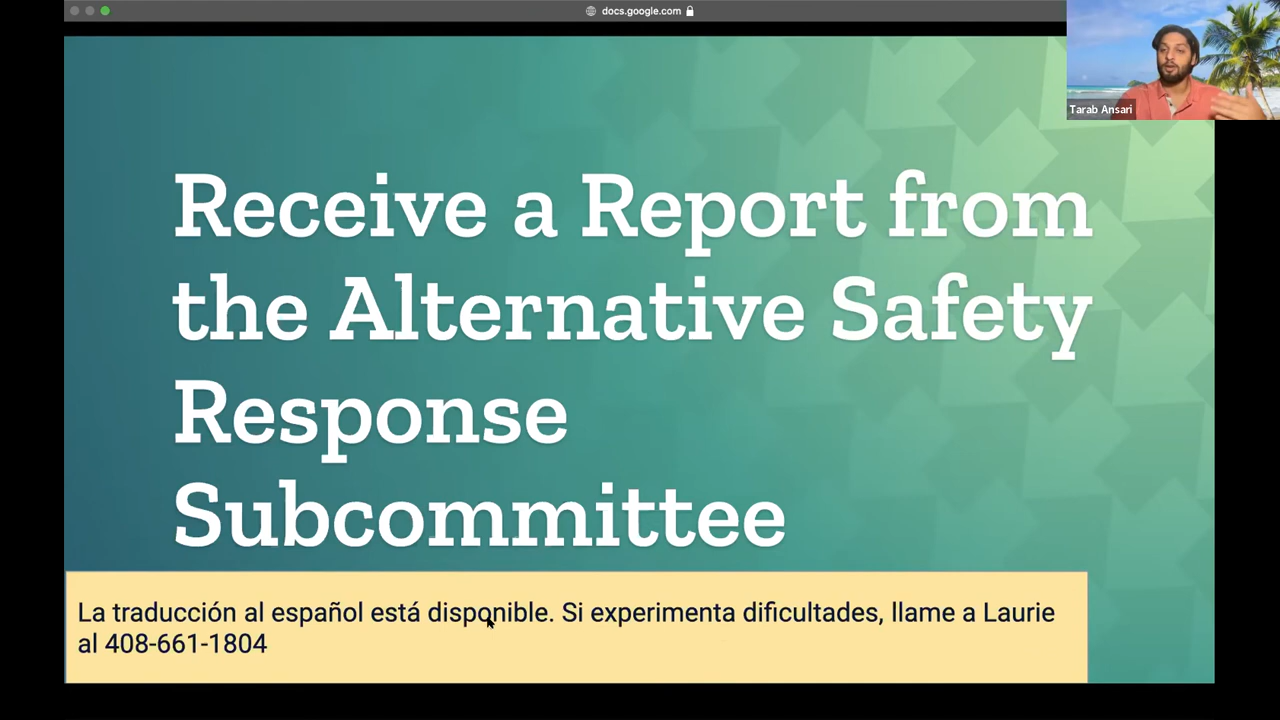 docs.google.com
Tarab Ansari
Receive a Report from
the Alternative Safety
Response
Subcommittee
La traducción al español está disponible. Si experimenta dificultades, llame a Laurie
al 408-661-1804